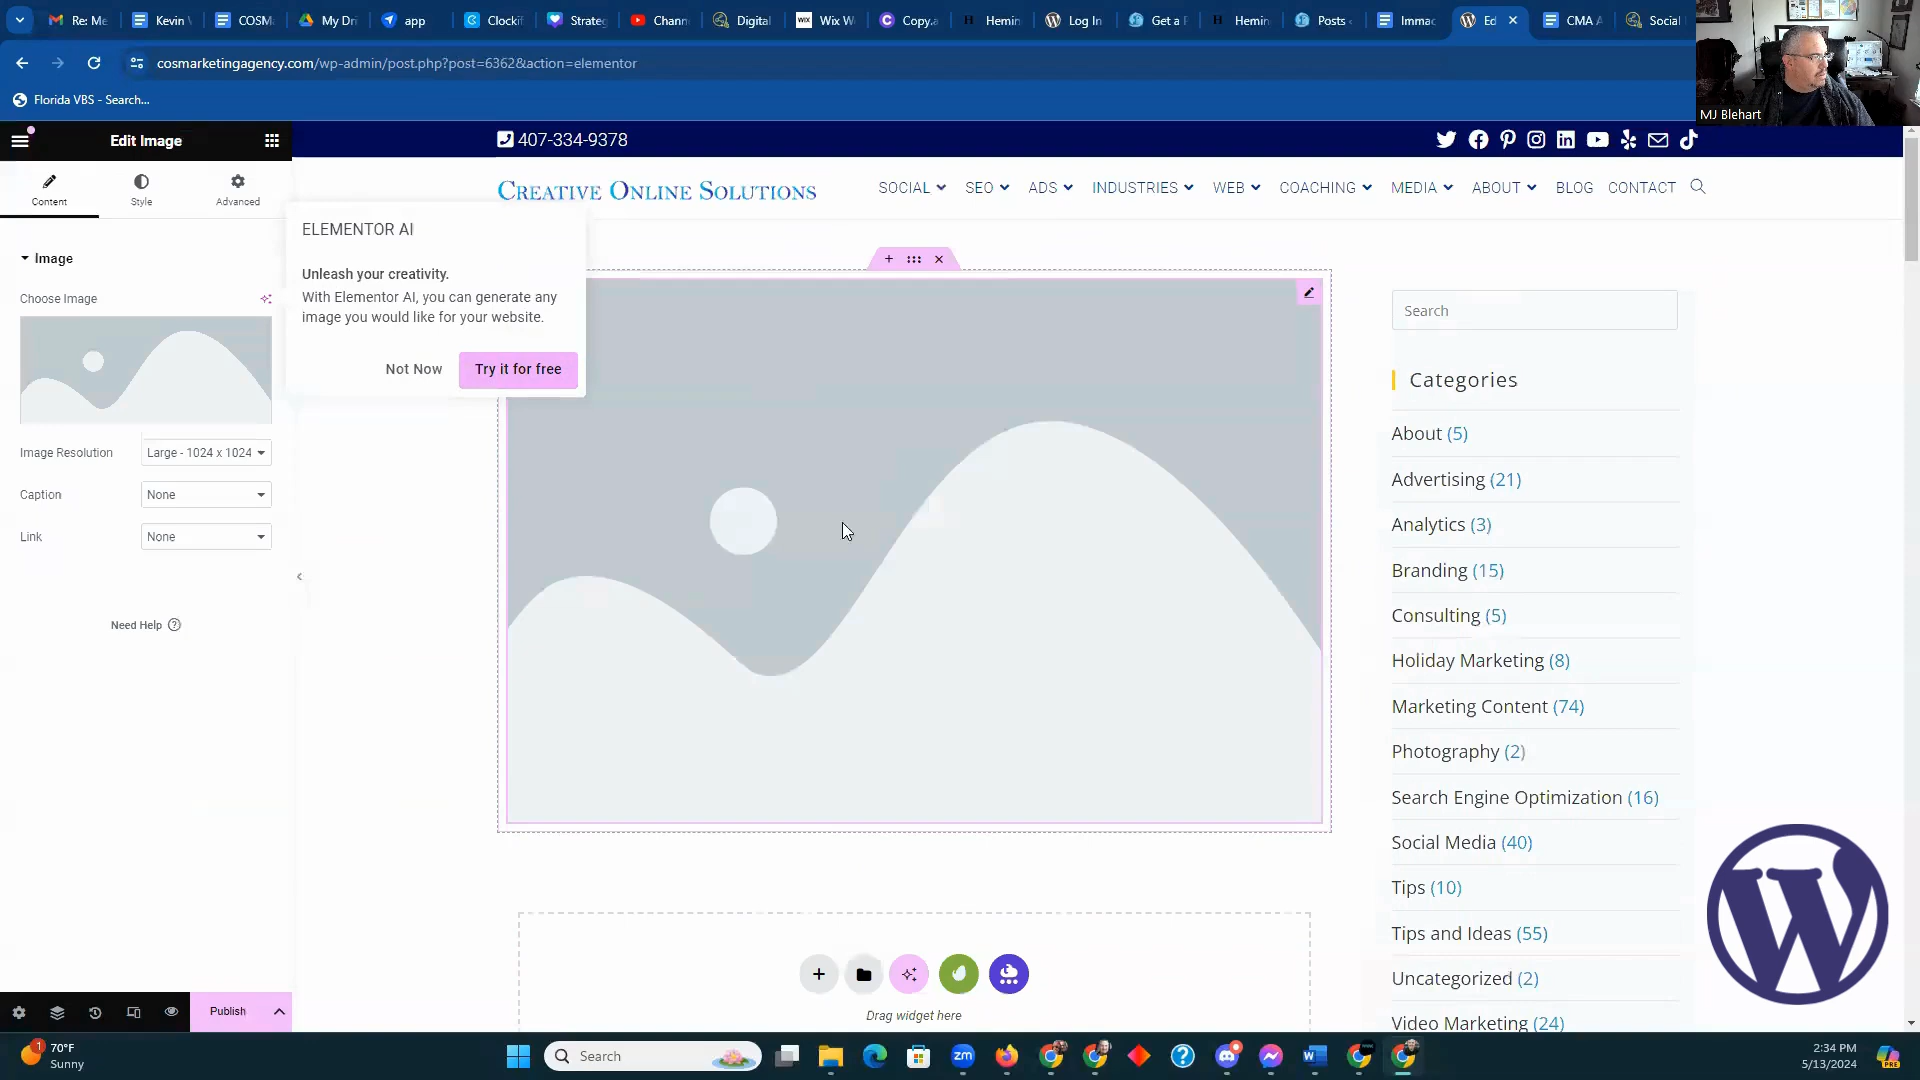 Re: Me
Kevin
COSM
My Dri
app
Clockif
Strateg
Chann
Digital
WIX
Wix W
Copy.a
Hemin
Log In
Get a F
Hemin
Posts
Immac
Ed
CMA A
Social
cosmarketingagency.com/wp-admin/post.php?post=6362&action=elementor
Florida VBS - Search...
MJ Blehart
Edit Image
407-334-9378
Content
Style
Advanced
Creative Online Solutions
SOCIAL
SEO
ADS
INDUSTRIES
WEB
COACHING
MEDIA
ABOUT
BLOG
CONTACT
ELEMENTOR AI
Unleash your creativity.
With Elementor AI, you can generate any
image you would like for your website.
Not Now
Try it for free
Image
Choose Image
Image Resolution
Large - 1024 x 1024
Caption
None
Link
None
Need Help
Search
Categories
About (5)
Advertising (21)
Analytics (3)
Branding (15)
Consulting (5)
Holiday Marketing (8)
Marketing Content (74)
Photography (2)
Search Engine Optimization (16)
Social Media (40)
Tips (10)
Tips and Ideas (55)
Uncategorized (2)
Video Marketing (24)
Drag widget here
Publish
1
70°F
Sunny
Search
zm
2:34 PM
5/13/2024
PRE